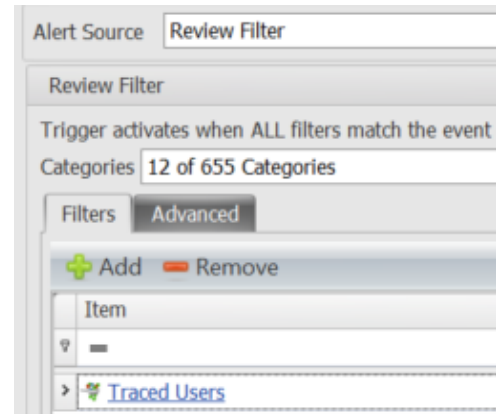 Alert Source Review Filter
Review Filter
Trigger activates when ALL filters match the event
Categories 12 of 655 Categories
Filters Advanced
Add Remove
Item
=
> Traced Users